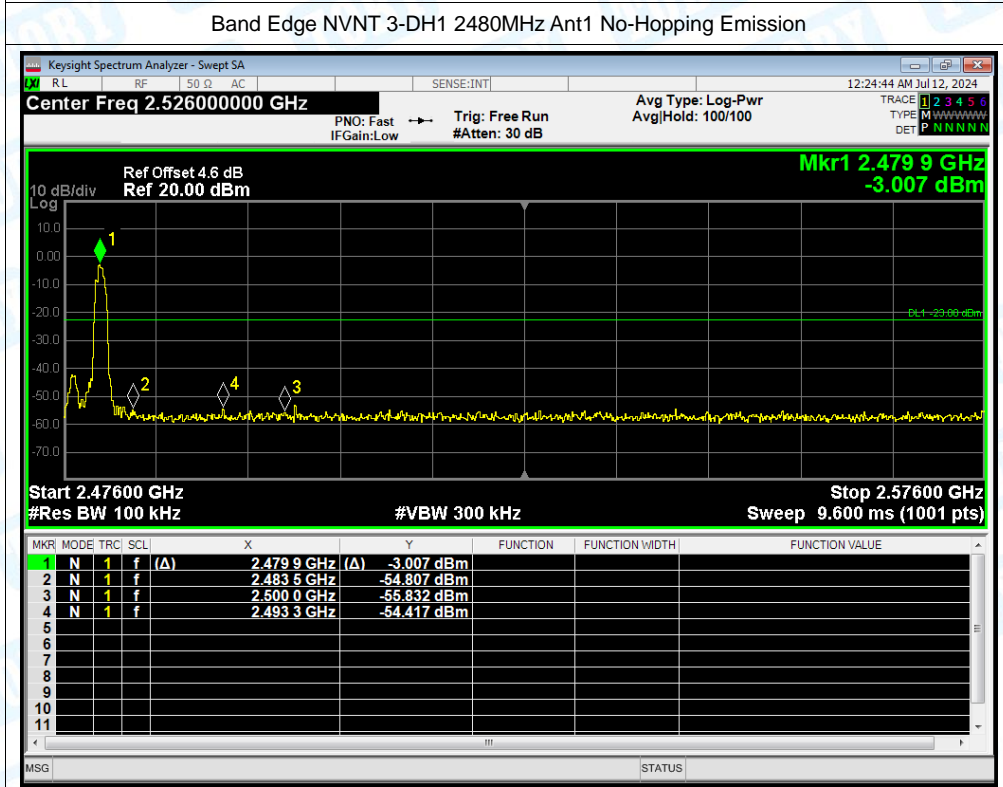 Band Edge NVNT 3-DH1 2480MHz Ant1 No-Hopping Emission
Keysight Spectrum Analyzer - Swept SA
LXI RL RF 50 Ω AC SENSE:INT 12:24:44 AM Jul 12, 2024
Center Freq 2.526000000 GHz Avg Type: Log-Pwr TRACE 1 2 3 4 5 6
PNO: Fast Trig: Free Run Avg|Hold: 100/100 TYPE M WWWWW
IFGain:Low #Atten: 30 dB DET P N N N N N
Mkr1 2.479 9 GHz
Ref Offset 4.6 dB
10 dB/div Ref 20.00 dBm -3.007 dBm
Log
10.0
1
0.00
-10.0
-20.0
DL1 -23.00 dBm
-30.0
-40.0
2 4 3
-50.0
-60.0
-70.0
Start 2.47600 GHz Stop 2.57600 GHz
#Res BW 100 kHz #VBW 300 kHz Sweep 9.600 ms (1001 pts)
MKR MODE TRC SCL X Y FUNCTION FUNCTION WIDTH FUNCTION VALUE
1 N 1 f (Δ) 2.479 9 GHz (Δ) -3.007 dBm
2 N 1 f 2.483 5 GHz -54.807 dBm
3 N 1 f 2.500 0 GHz -55.832 dBm
4 N 1 f 2.493 3 GHz -54.417 dBm
5
6
7
8
9
10
11
MSG STATUS